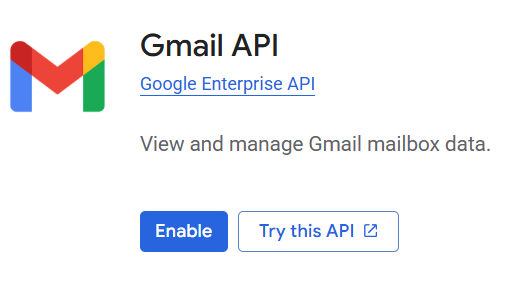 Gmail API
Google Enterprise API
View and manage Gmail mailbox data.
Enable
Try this API